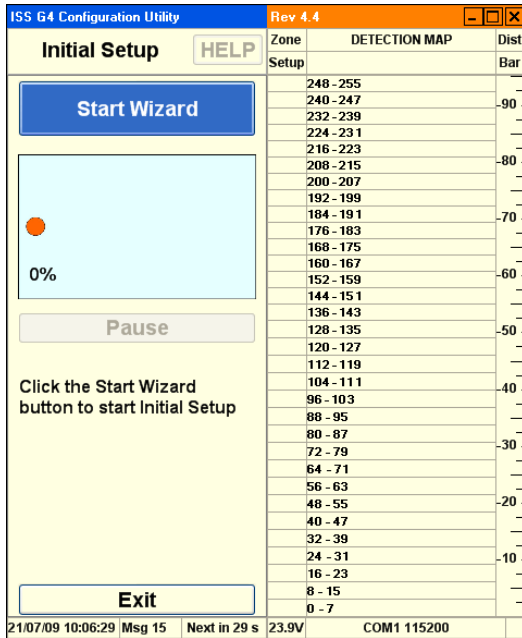 ISS G4 Configuration Utility Rev 4.4
Initial Setup HELP
Zone DETECTION MAP Dist
Setup Bar
Start Wizard
0%
Pause
Click the Start Wizard
button to start Initial Setup
Exit
248 - 255
240 - 247
232 - 239
224 - 231
216 - 223
208 - 215
200 - 207
192 - 199
184 - 191
176 - 183
168 - 175
160 - 167
152 - 159
144 - 151
136 - 143
128 - 135
120 - 127
112 - 119
104 - 111
96 - 103
88 - 95
80 - 87
72 - 79
64 - 71
56 - 63
48 - 55
40 - 47
32 - 39
24 - 31
16 - 23
8 - 15
0 - 7
90
80
70
60
50
40
30
20
10
21/07/09 10:06:29 Msg 15 Next in 29 s 23.9V COM1 115200